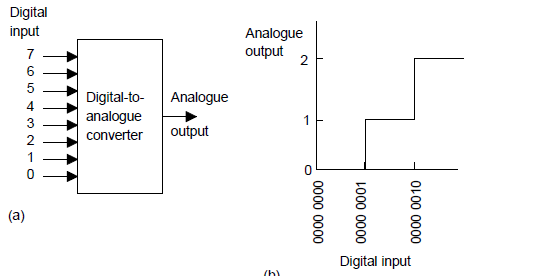 Digital
input
7
6
5
4
3
2
1
0
Digital-to-
analogue
converter
Analogue
output
(a)
Analogue
output
2
1
0
0000 0000
0000 0001
0000 0010
Digital input
(b)